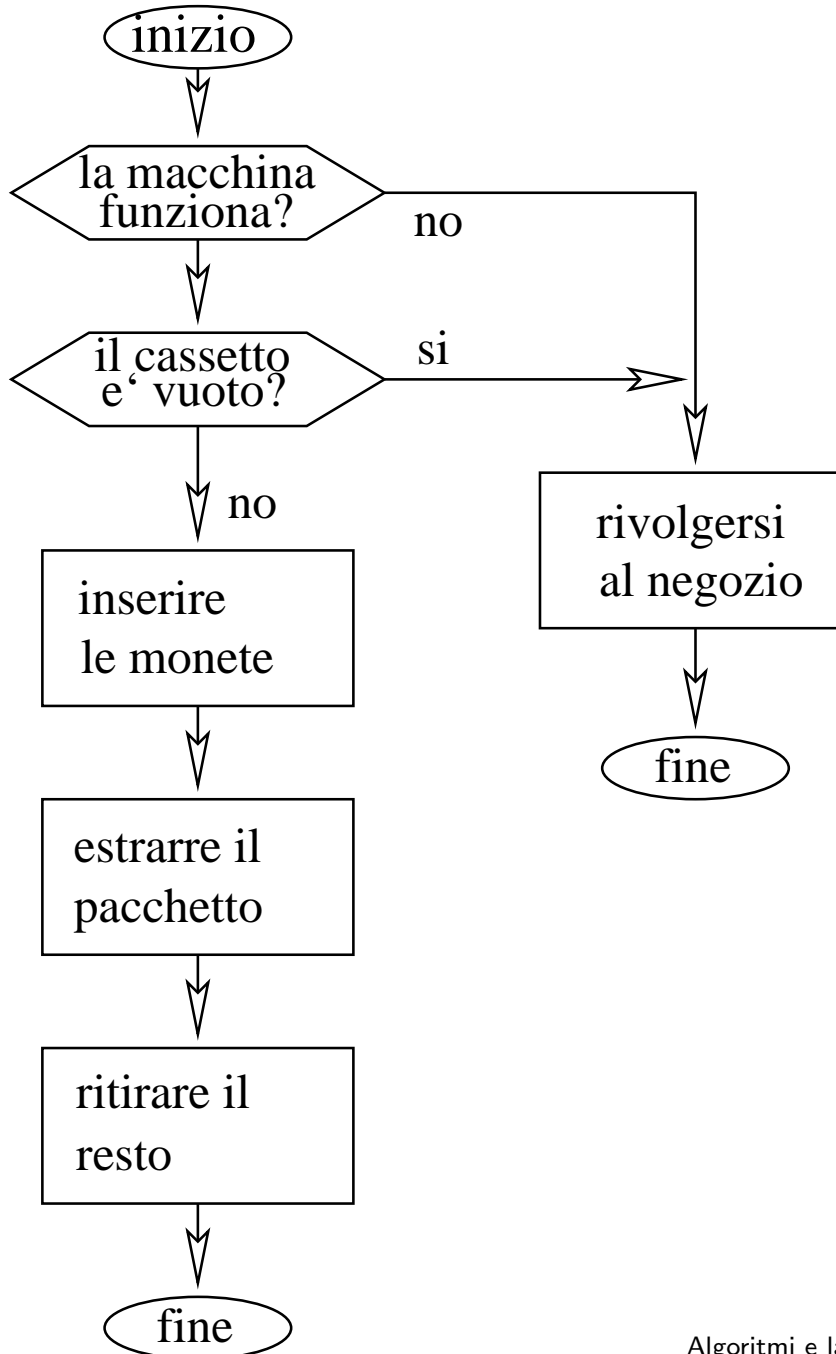 inizio
la macchina
funziona?
no
il cassetto
e‘ vuoto?
si
no
inserire
le monete
rivolgersi
al negozio
fine
estrarre il
pacchetto
ritirare il
resto
fine
Algoritmi e